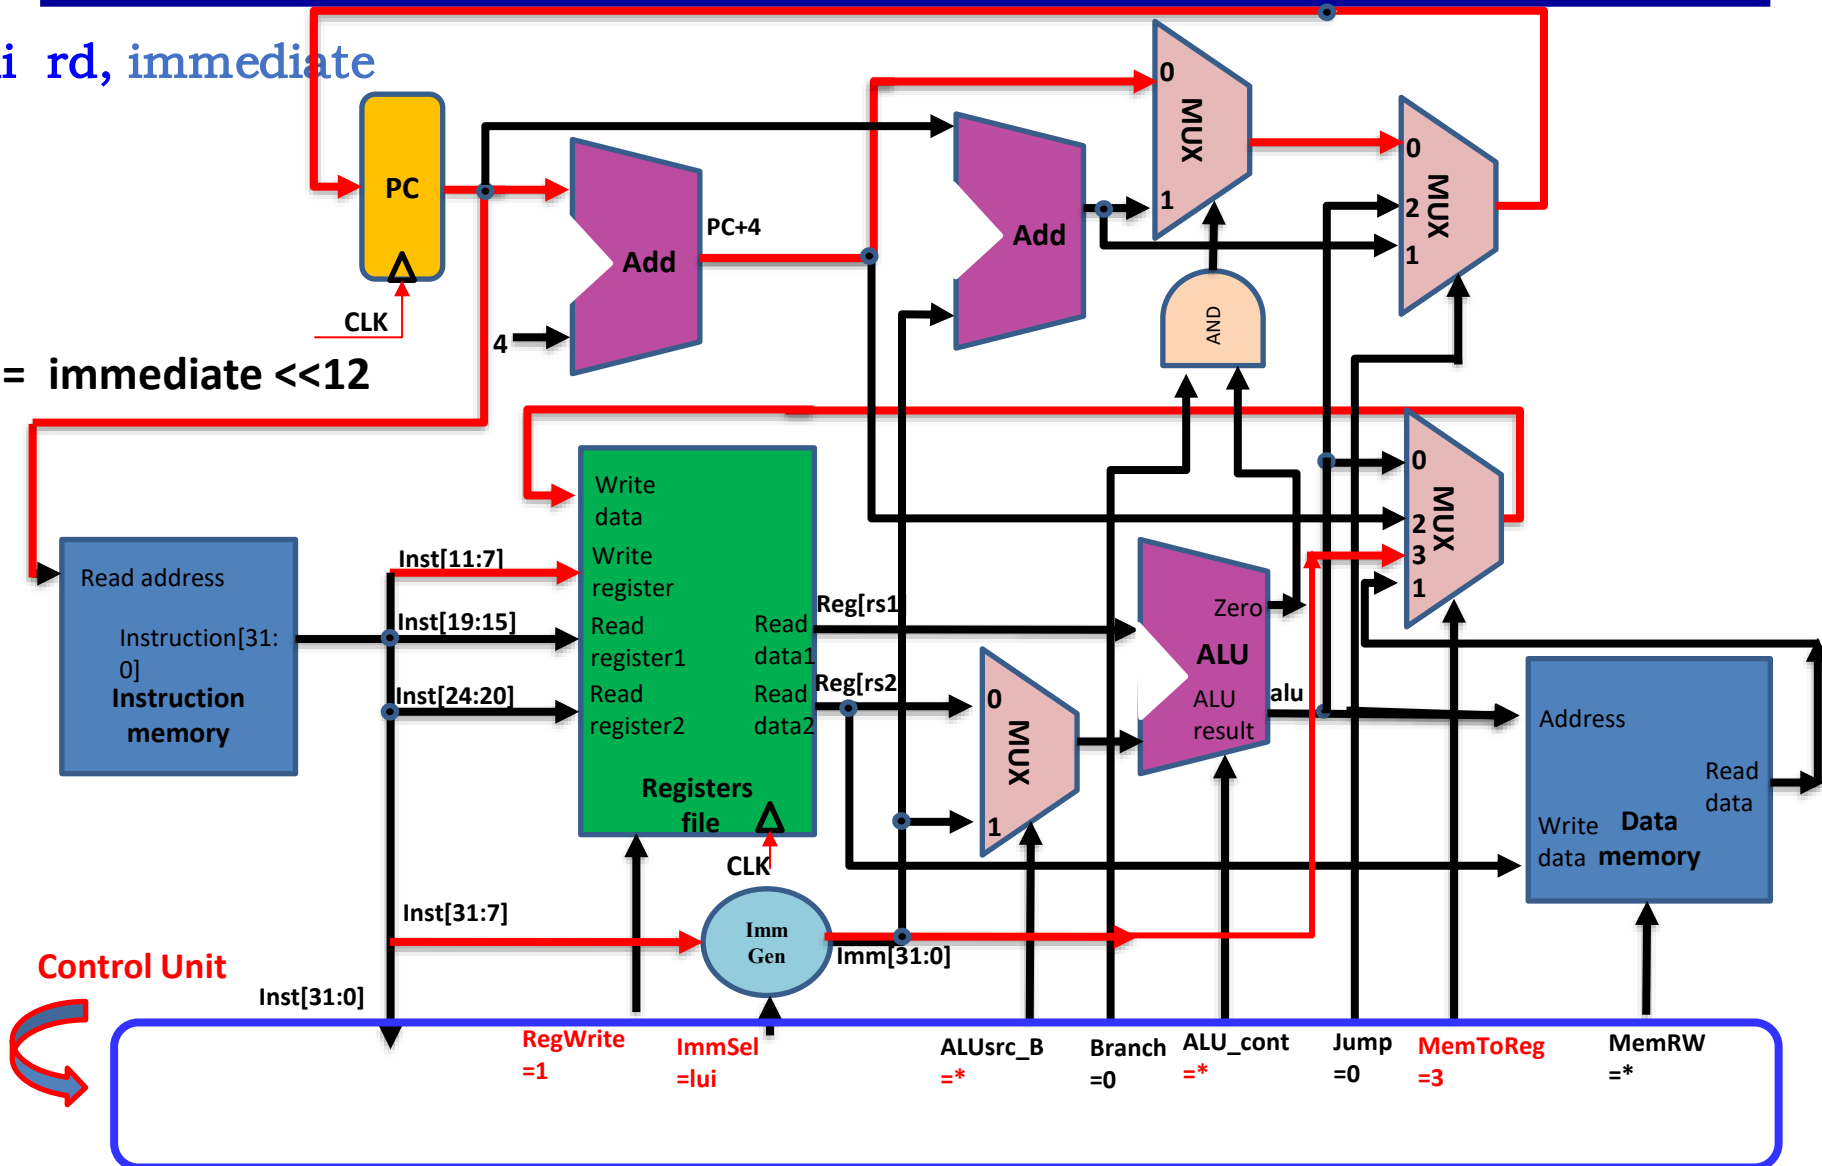 i rd, immediate
0
MUX
1
0
MUX
2
1
PC
PC+4
Add
Add
CLK
4
AND
= immediate <<12
Write
data
Write
register
Read
register1
Read
register2
Read
data1
Read
data2
Registers
file
CLK
Read address
Instruction[31:
0]
Instruction
memory
Inst[11:7]
Inst[19:15]
Inst[24:20]
Reg[rs1
Reg[rs2
0
MUX
1
Zero
ALU
ALU
result
alu
0
2
MUX
3
1
Address
Read
data
Write
data
Data
memory
Inst[31:7]
Imm
Gen
Imm[31:0]
Control Unit
Inst[31:0]
RegWrite
=1
ImmSel
=lui
ALUsrc_B
=*
Branch
=0
ALU_cont
=*
Jump
=0
MemToReg
=3
MemRW
=*